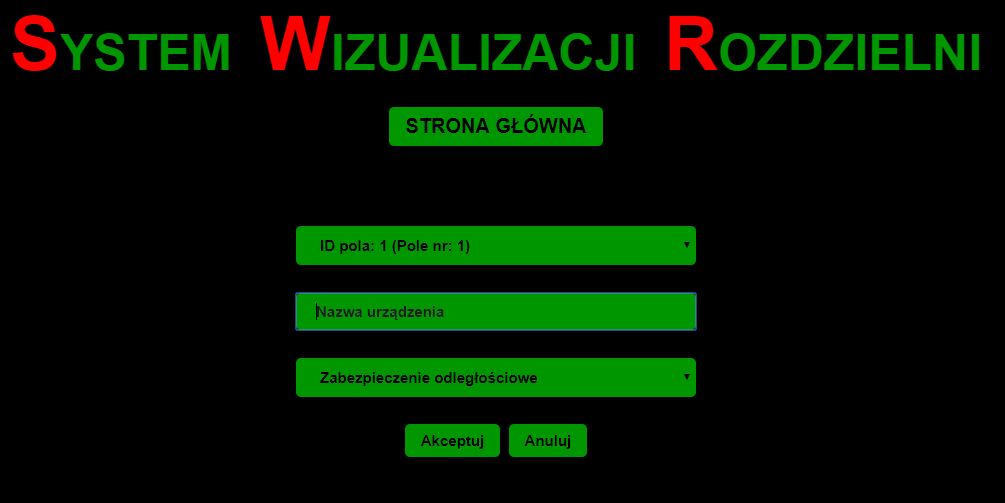 SYSTEM WIZUALIZACJI ROZDZIELNI
STRONA GŁÓWNA
ID pola: 1 (Pole nr: 1)
Nazwa urządzenia
Zabezpieczenie odległościowe
Akceptuj Anuluj